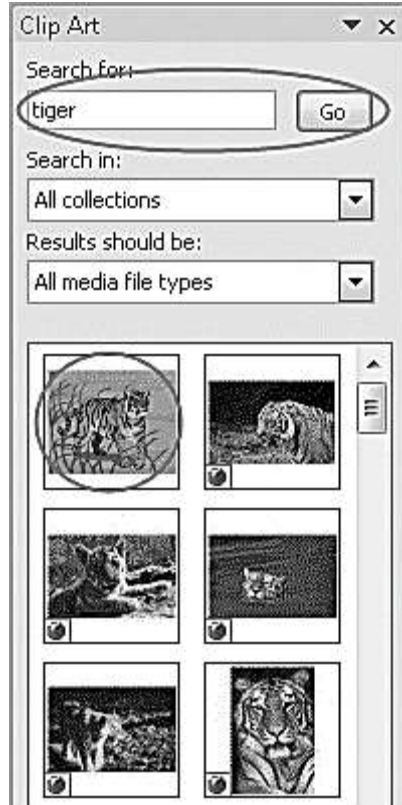 Clip Art
Search for:
tiger Go
Search in:
All collections
Results should be:
All media file types